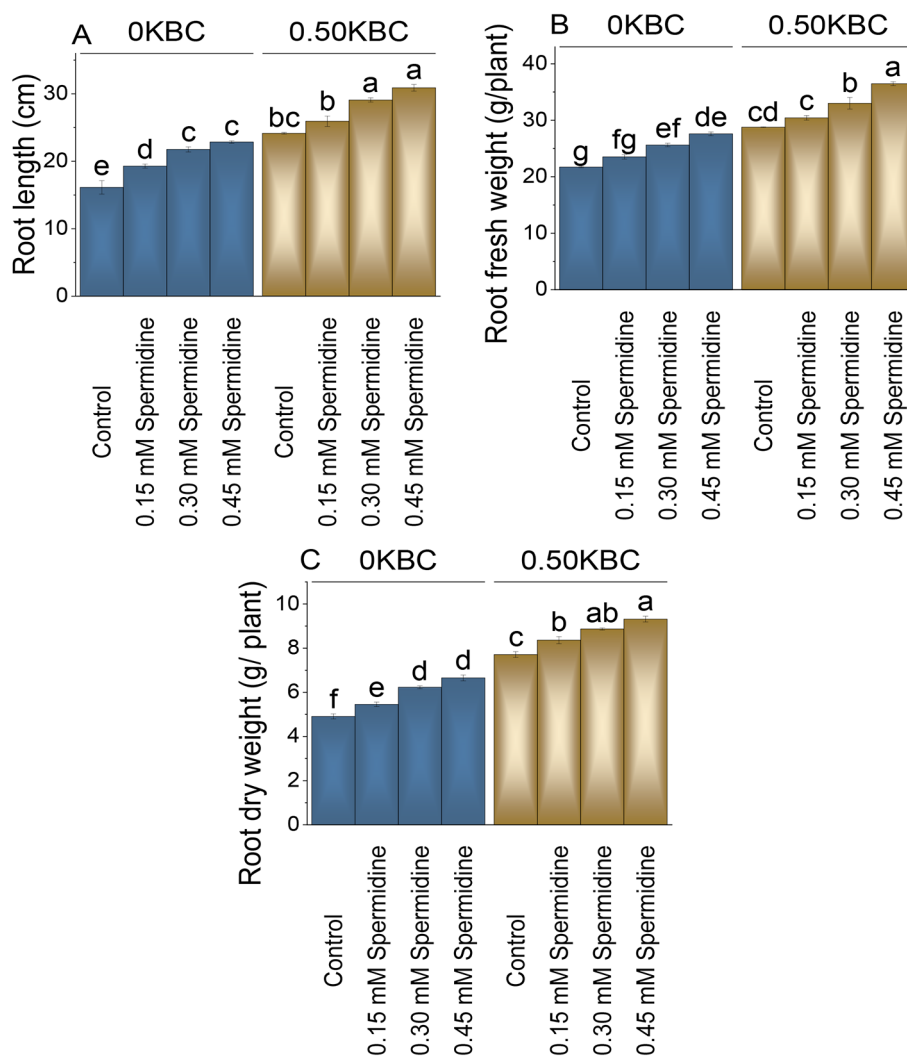 A
0KBC
0.50KBC
Root length (cm)
30
20
10
0
e
d
c
c
bc
b
a
a
Control
0.15 mM Spermidine
0.30 mM Spermidine
0.45 mM Spermidine
Control
0.15 mM Spermidine
0.30 mM Spermidine
0.45 mM Spermidine
B
0KBC
0.50KBC
Root fresh weight (g/plant)
40
30
20
10
0
g
fg
ef
de
cd
c
b
a
Control
0.15 mM Spermidine
0.30 mM Spermidine
0.45 mM Spermidine
Control
0.15 mM Spermidine
0.30 mM Spermidine
0.45 mM Spermidine
C
0KBC
0.50KBC
Root dry weight (g/ plant)
10
8
6
4
2
0
f
e
d
d
c
b
ab
a
Control
0.15 mM Spermidine
0.30 mM Spermidine
0.45 mM Spermidine
Control
0.15 mM Spermidine
0.30 mM Spermidine
0.45 mM Spermidine